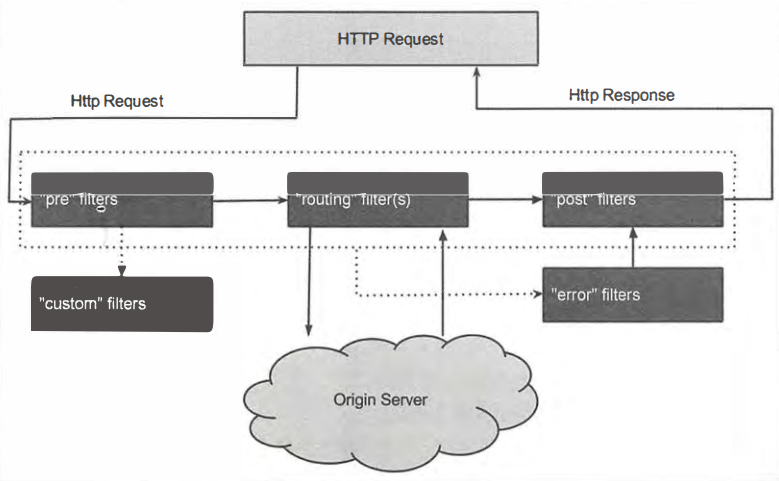 HTTP Request
Http Request
Http Response
"pre" filters
"routing" filter(s)
"post" filters
"custom" filters
"error" filters
Origin Server